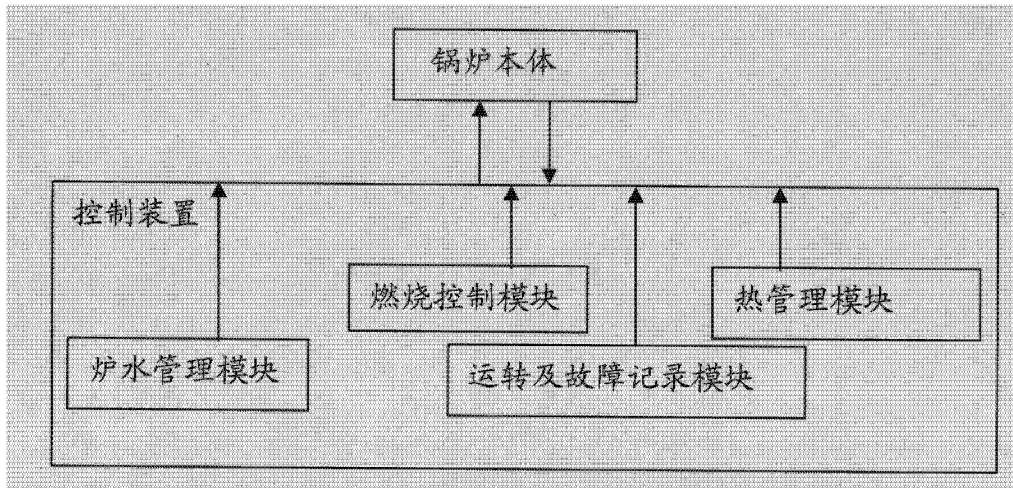 锅炉本体
控制装置
燃烧控制模块
热管理模块
炉水管理模块
运转及故障记录模块